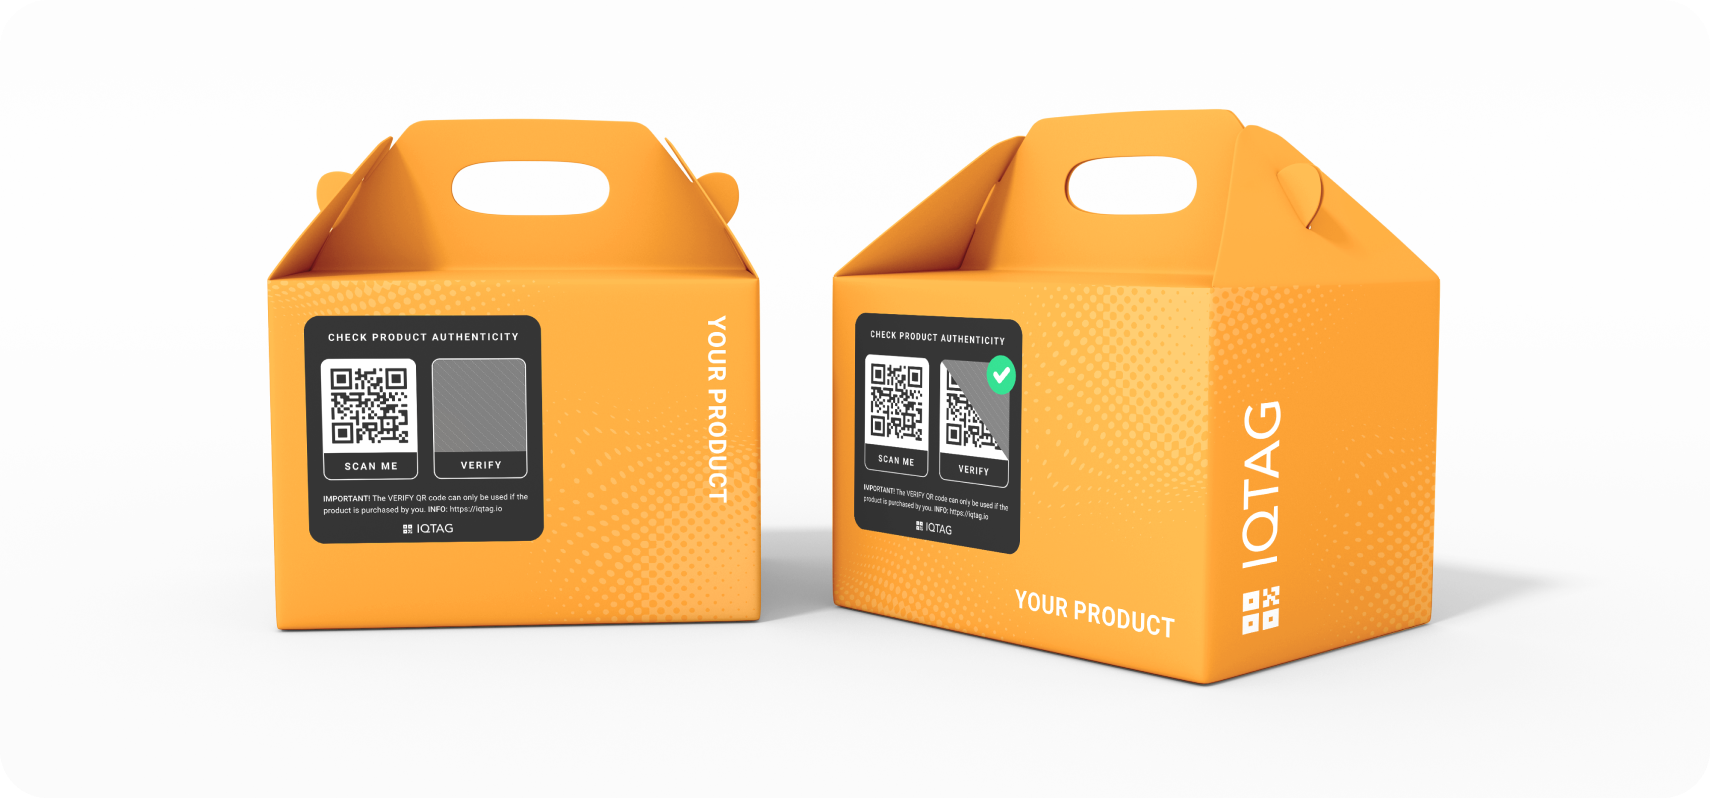 CHECK PRODUCT AUTHENTICITY
SCAN ME
VERIFY
IMPORTANT! The VERIFY QR code can only be used if the
product is purchased by you. INFO: https://iqtag.io
IQTAG
YOUR PRODUCT
CHECK PRODUCT AUTHENTICITY
SCAN ME
VERIFY
IMPORTANT! The VERIFY QR code can only be used if the
product is purchased by you. INFO: https://iqtag.io
IQTAG
YOUR PRODUCT
IQTAG